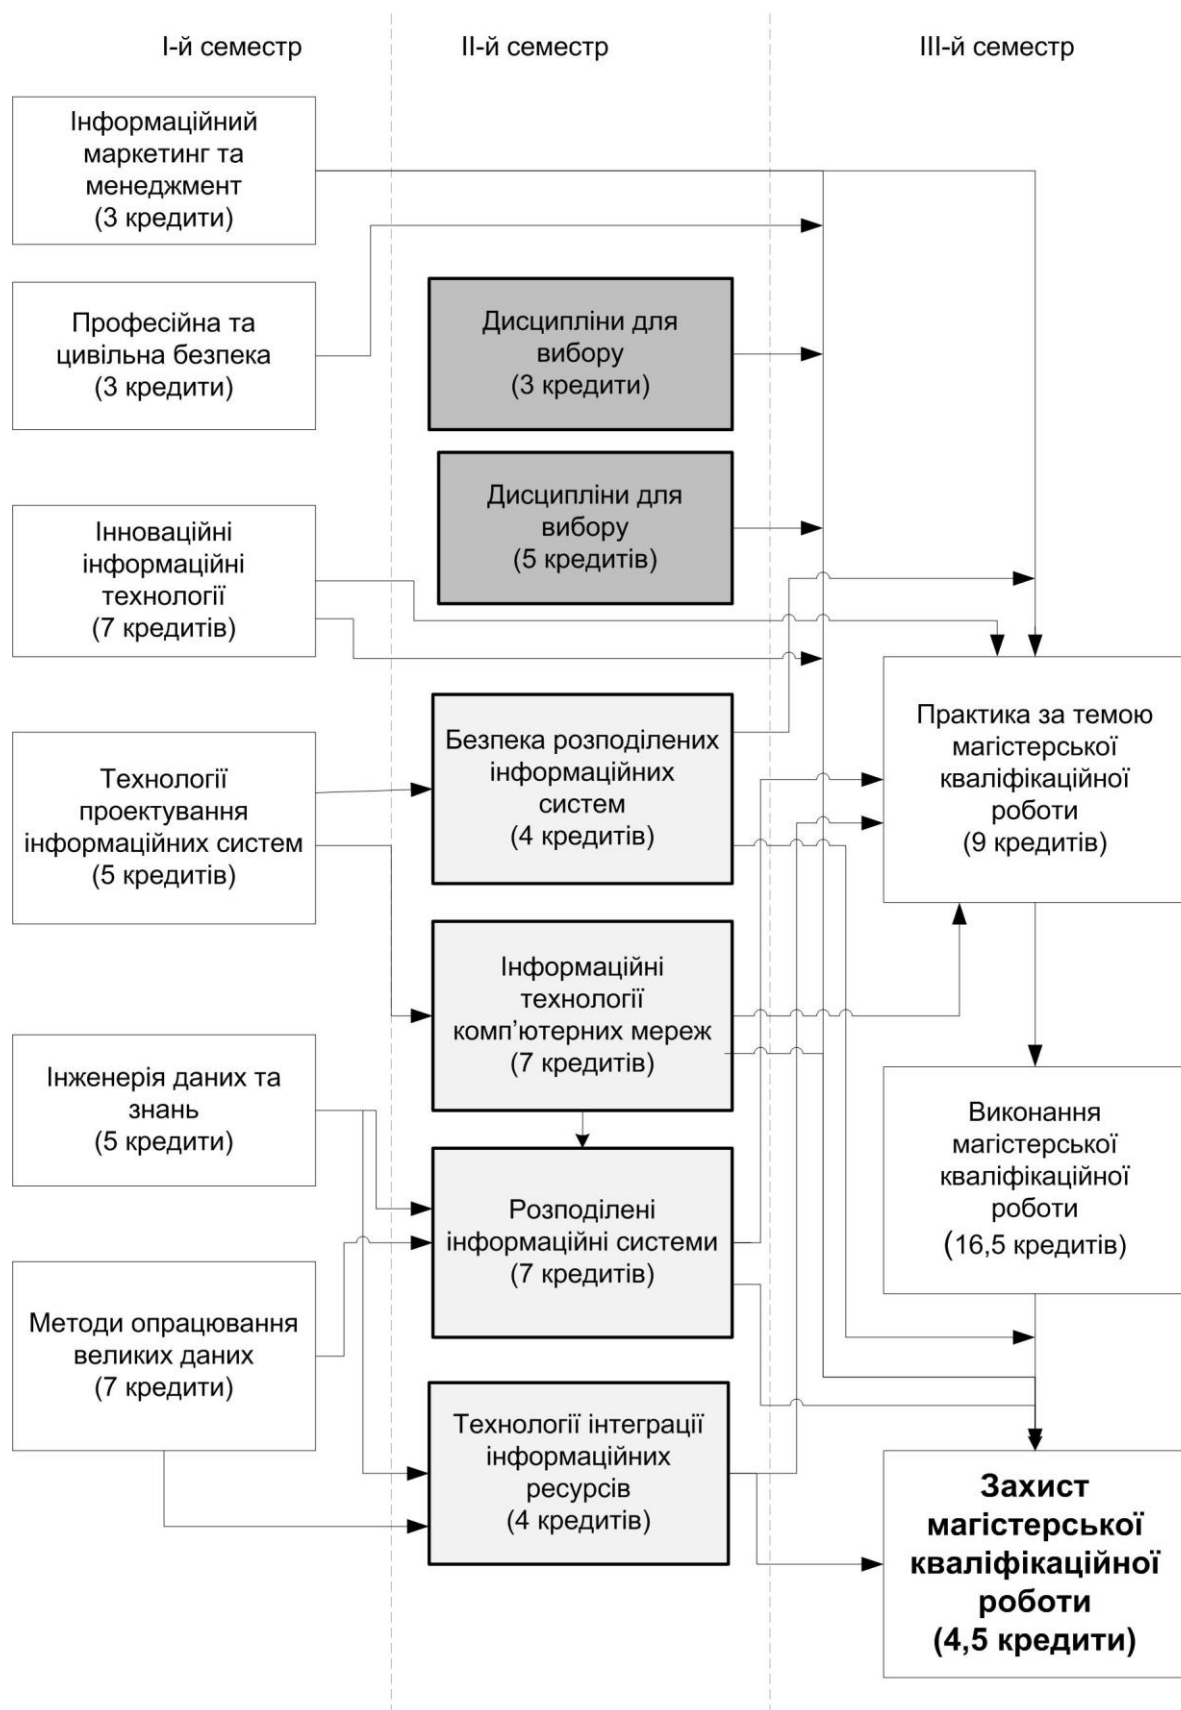 І-й семестр
ІІ-й семестр
ІІІ-й семестр
Інформаційний
маркетинг та
менеджмент
(3 кредити)
Професійна та
цивільна безпека
(3 кредити)
Інноваційні
інформаційні
технології
(7 кредитів)
Технології
проектування
інформаційних систем
(5 кредитів)
Інженерія даних та
знань
(5 кредити)
Методи опрацювання
великих даних
(7 кредити)
Дисципліни для
вибору
(3 кредити)
Дисципліни для
вибору
(5 кредитів)
Безпека розподілених
інформаційних
систем
(4 кредитів)
Інформаційні
технології
комп’ютерних мереж
(7 кредитів)
Розподілені
інформаційні системи
(7 кредитів)
Технології інтеграції
інформаційних
ресурсів
(4 кредитів)
Практика за темою
магістерської
кваліфікаційної
роботи
(9 кредитів)
Виконання
магістерської
кваліфікаційної
роботи
(16,5 кредитів)
Захист
магістерської
кваліфікаційної
роботи
(4,5 кредити)